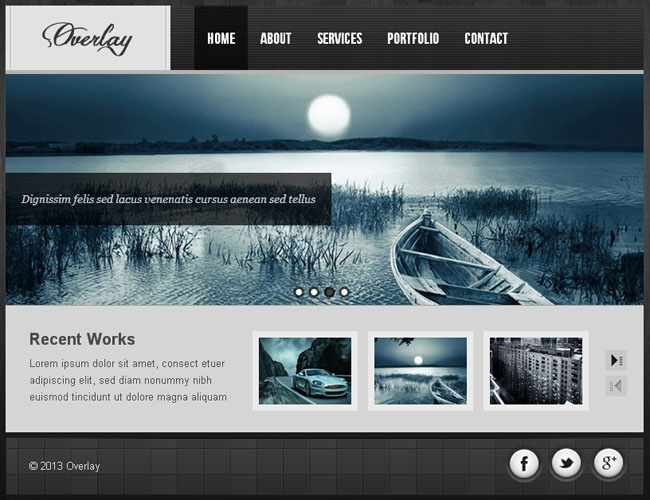 Overlay
HOME ABOUT SERVICES PORTFOLIO CONTACT
Dignissim felis sed lacus venenatis cursus aenean sed tellus
Recent Works
Lorem ipsum dolor sit amet, consect etuer
adipiscing elit, sed diam nonummy nibh
euismod tincidunt ut dolore magna aliquam
© 2013 Overlay
f g+